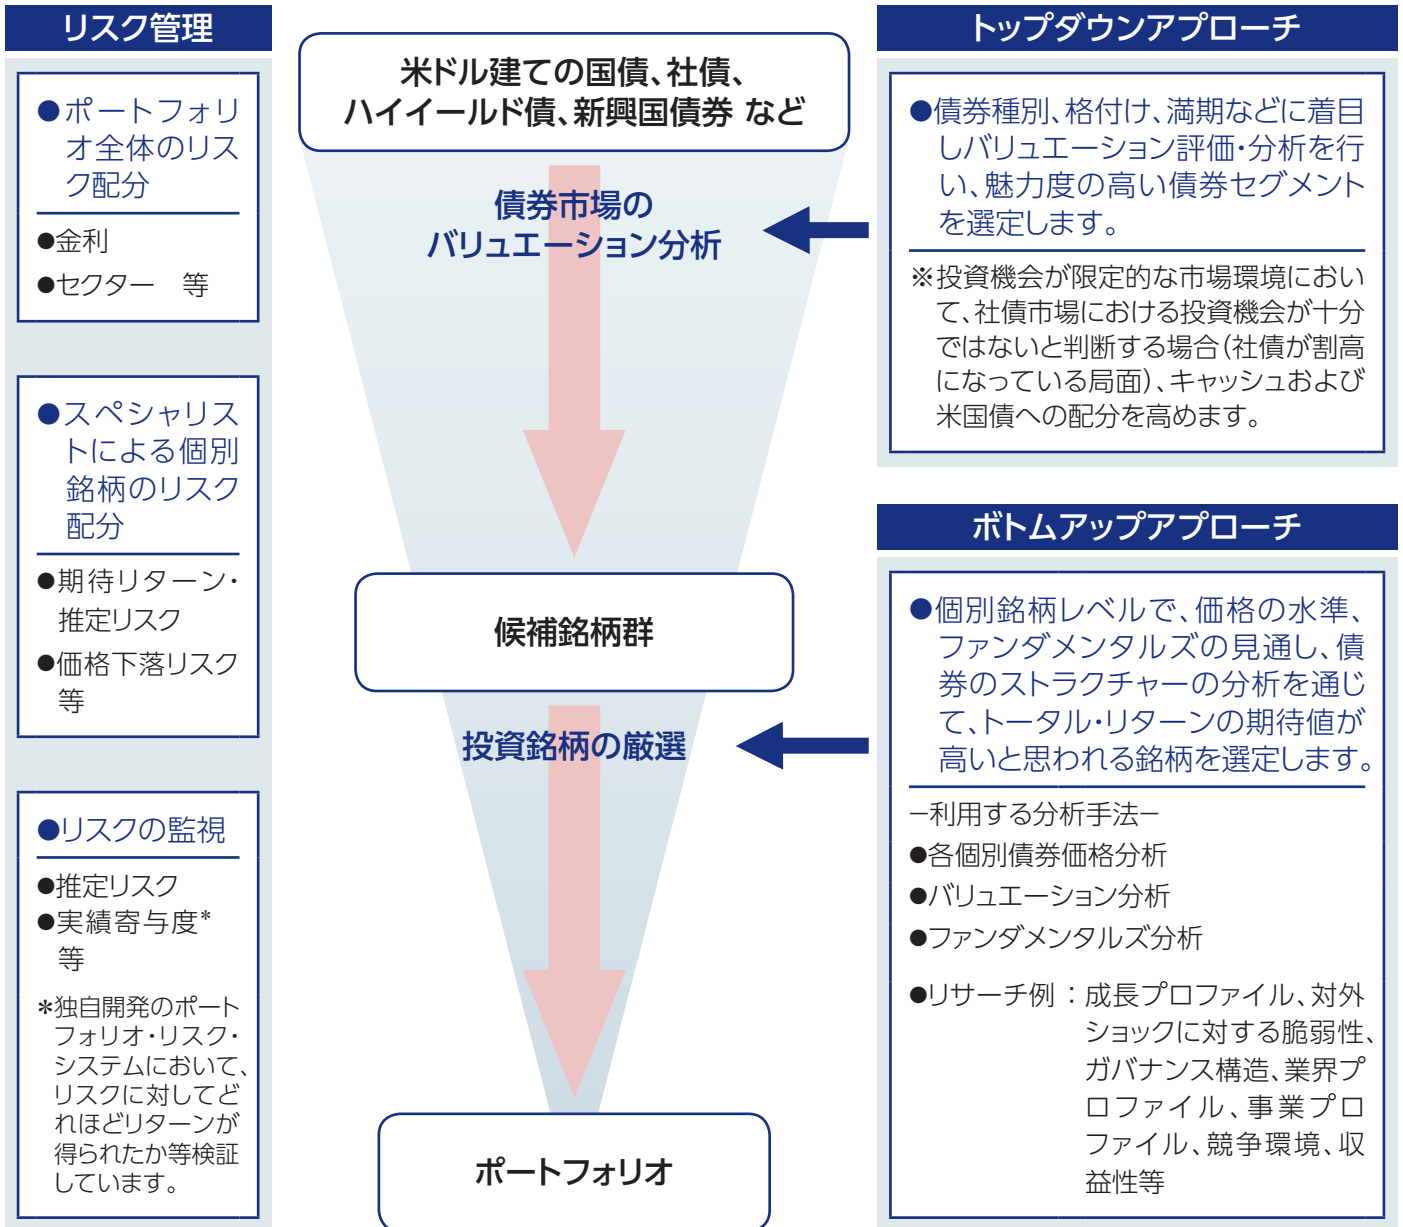 リスク管理
●ポートフォリ
オ全体のリス
ク配分
●金利
●セクター 等
●スペシャリス
トによる個別
銘柄のリスク
配分
●期待リターン・
推定リスク
●価格下落リスク
等
●リスクの監視
●推定リスク
●実績寄与度*
等
*独自開発のポート
フォリオ・リスク・
システムにおいて、
リスクに対してど
れほどリターンが
得られたか等検証
しています。
米ドル建ての国債、社債、
ハイイールド債、新興国債券 など
債券市場の
バリュエーション分析
候補銘柄群
投資銘柄の厳選
ポートフォリオ
トップダウンアプローチ
●債券種別、格付け、満期などに着目
しバリュエーション評価・分析を行
い、魅力度の高い債券セグメント
を選定します。
※投資機会が限定的な市場環境におい
て、社債市場における投資機会が十分
ではないと判断する場合(社債が割高
になっている局面)、キャッシュおよび
米国債への配分を高めます。
ボトムアップアプローチ
●個別銘柄レベルで、価格の水準、
ファンダメンタルズの見通し、債
券のストラクチャーの分析を通じ
て、トータル・リターンの期待値が
高いと思われる銘柄を選定します。
−利用する分析手法−
●各個別債券価格分析
●バリュエーション分析
●ファンダメンタルズ分析
●リサーチ例 : 成長プロファイル、対外
ショックに対する脆弱性、
ガバナンス構造、業界プ
ロファイル、事業プロ
ファイル、競争環境、収
益性等